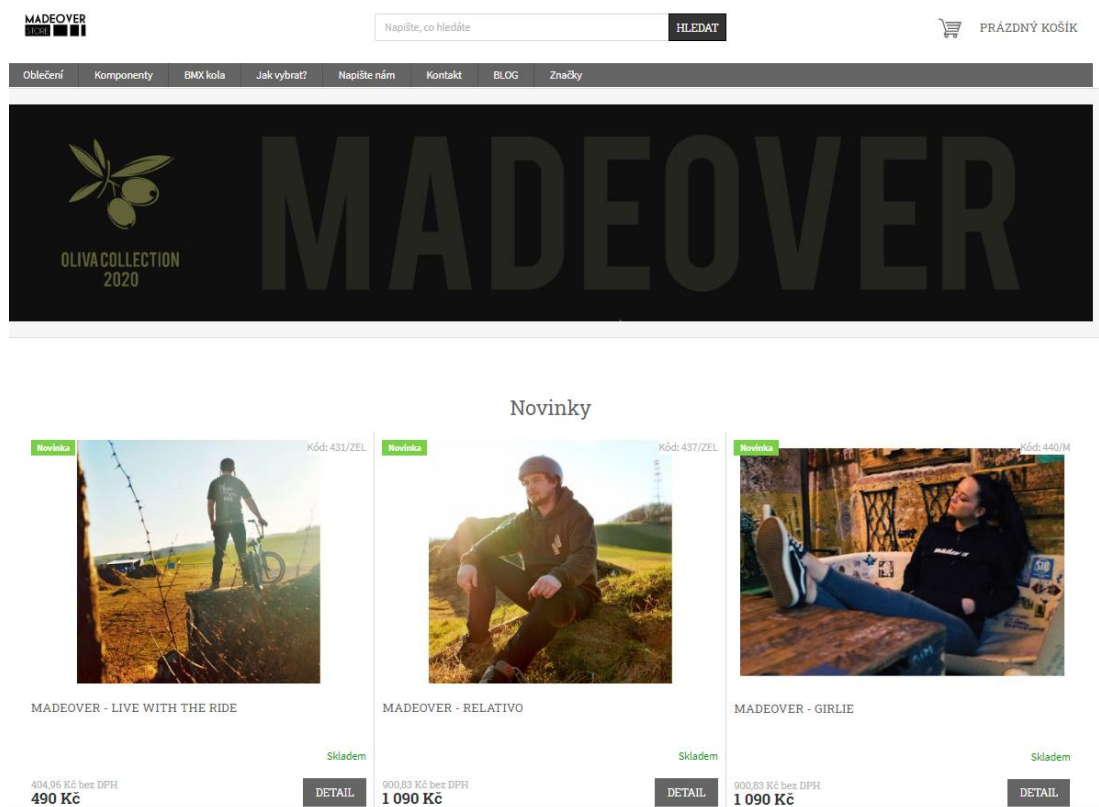 MADEOVER
STORE
Napište, co hledáte
HLEDAT
PRÁZDNÝ KOŠÍK
Oblečení Komponenty BMX kola Jak vybrat? Napište nám Kontakt BLOG Značky
MADEOVER
OLIVA COLLECTION
2020
Novinky
Novinka
Kód: 431/ZEL
Novinka
Kód: 437/ZEL
Novinka
Kód: 440/M
MADEOVER - LIVE WITH THE RIDE
MADEOVER - RELATIVO
MADEOVER - GIRLIE
Skladem
Skladem
Skladem
404,96 Kč bez DPH
490 Kč
DETAIL
900,83 Kč bez DPH
1 090 Kč
DETAIL
900,83 Kč bez DPH
1 090 Kč
DETAIL